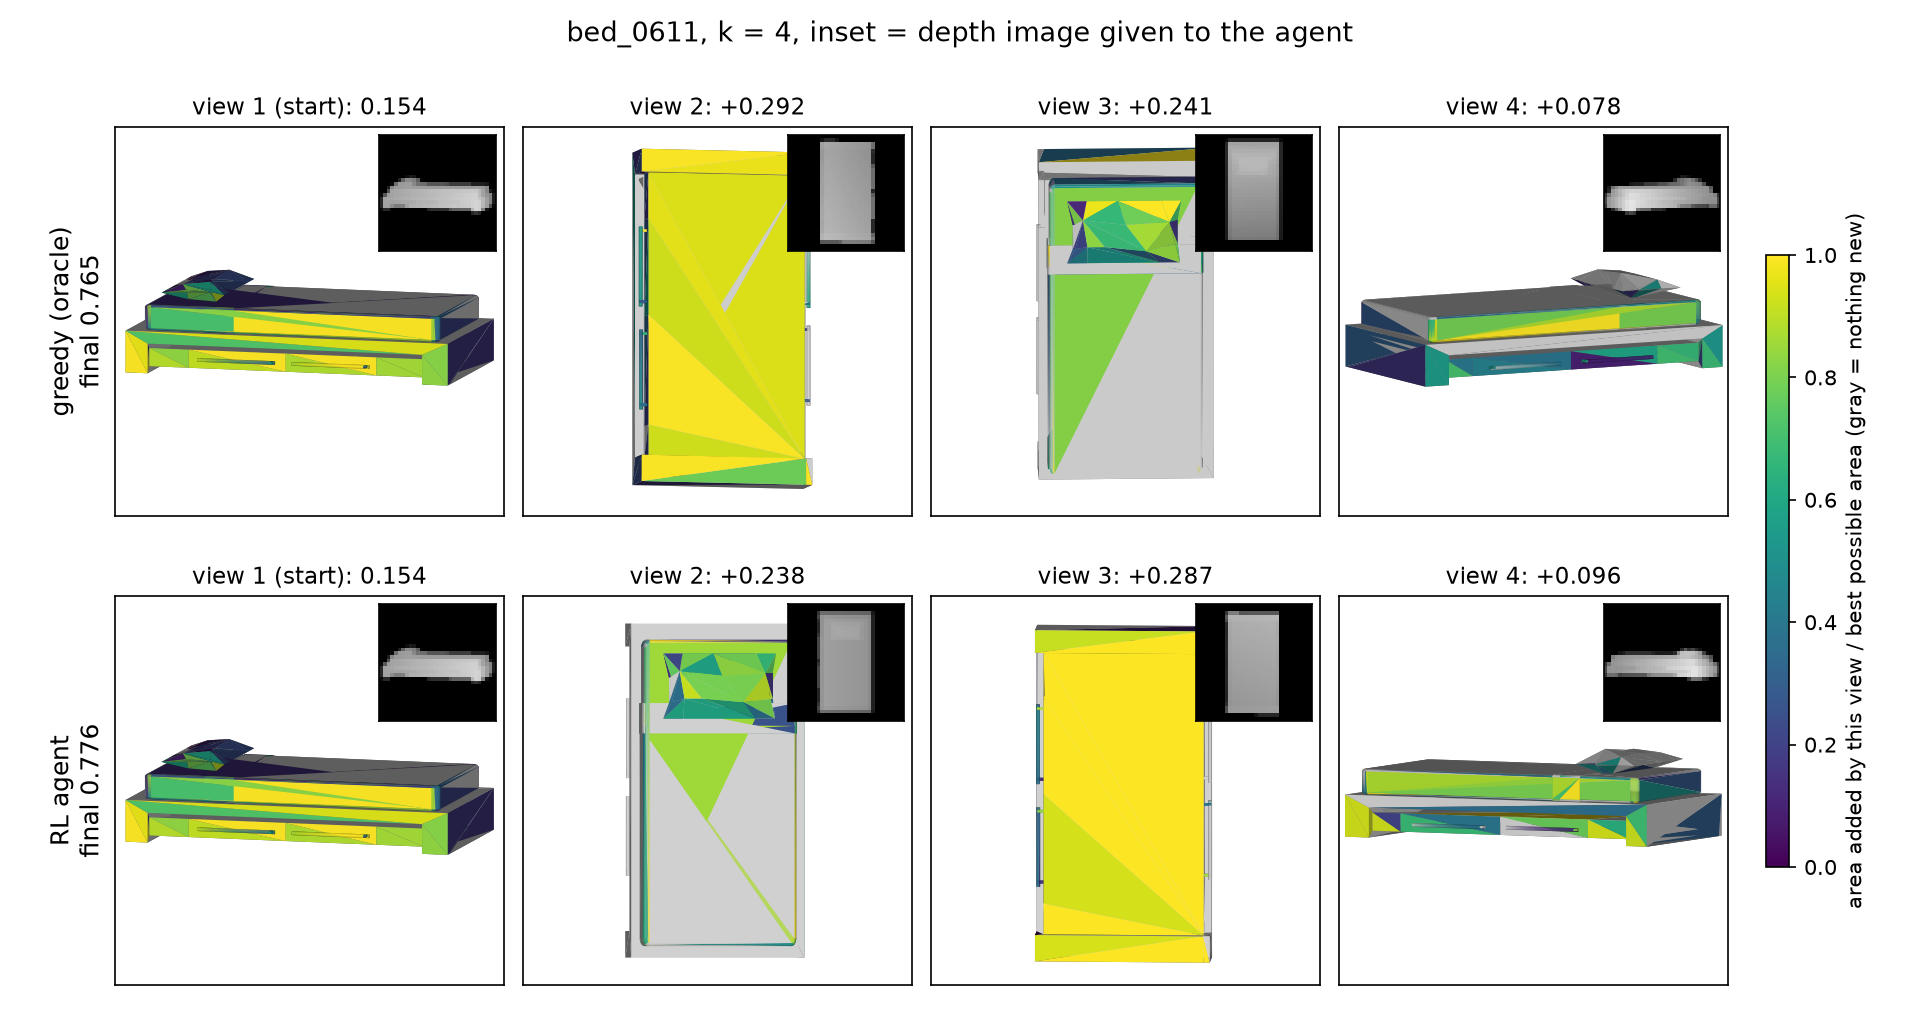 bed_0611, k = 4, inset = depth image given to the agent
greedy (oracle)
final 0.765
view 1 (start): 0.154
view 2: +0.292
view 3: +0.241
view 4: +0.078
RL agent
final 0.776
view 1 (start): 0.154
view 2: +0.238
view 3: +0.287
view 4: +0.096
1.0
0.8
0.6
0.4
0.2
0.0
area added by this view / best possible area (gray = nothing new)